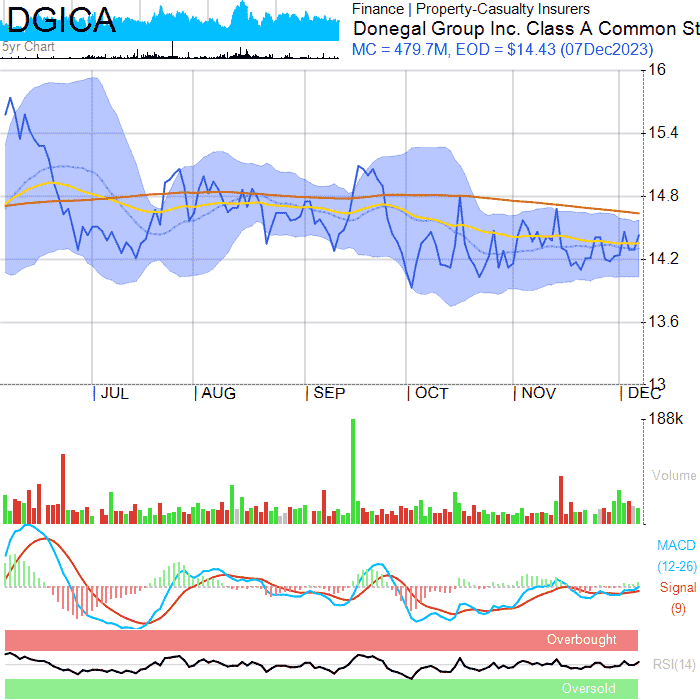 DGICA
5yr Chart
Finance | Property-Casualty Insurers
Donegal Group Inc. Class A Common St
MC = 479.7M, EOD = $14.43 (07Dec2023)
16
15.4
14.8
14.2
13.6
13
JUL AUG SEP OCT NOV DEC
188k
Volume
MACD
(12-26)
Signal
(9)
Overbought
RSI(14)
Oversold